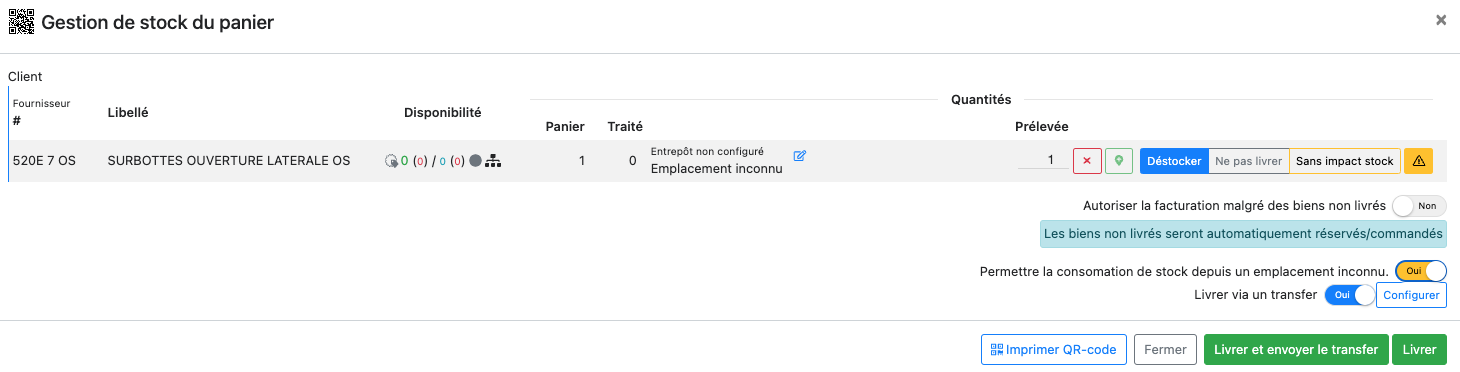 Gestion de stock du panier
×
Client
Fournisseur
#
Libellé
Disponibilité
Quantités
Panier
Traité
Prélevée
520E 7 OS
SURBOTTES OUVERTURE LATERALE OS
0 (0) / 0 (0)
1
0
Entrepôt non configuré
Emplacement inconnu
1
Déstocker
Ne pas livrer
Sans impact stock
Autoriser la facturation malgré des biens non livrés Non
Les biens non livrés seront automatiquement réservés/commandés
Permettre la consomation de stock depuis un emplacement inconnu. Oui
Livrer via un transfer Oui Configurer
Imprimer QR-code
Fermer
Livrer et envoyer le transfer
Livrer